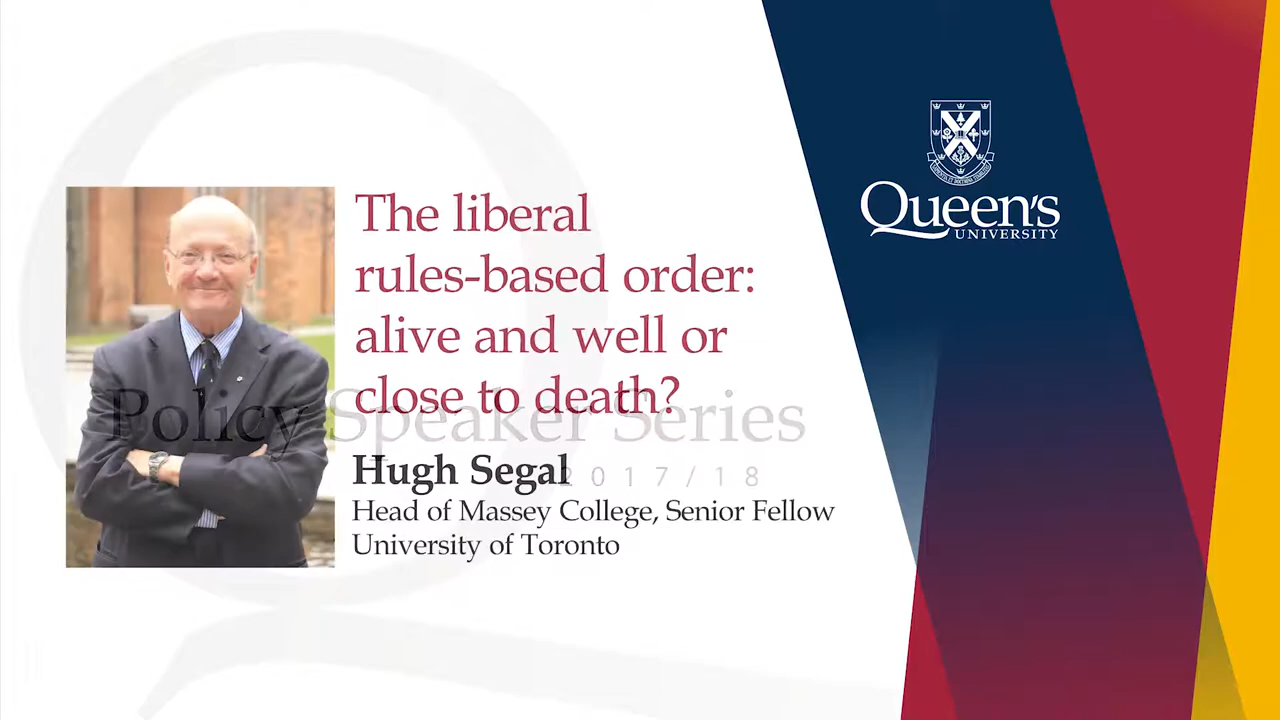 Queen's
UNIVERSITY
The liberal
rules-based order:
alive and well or
close to death?
Policy Speaker Series
Hugh Segal
2017/18
Head of Massey College, Senior Fellow
University of Toronto